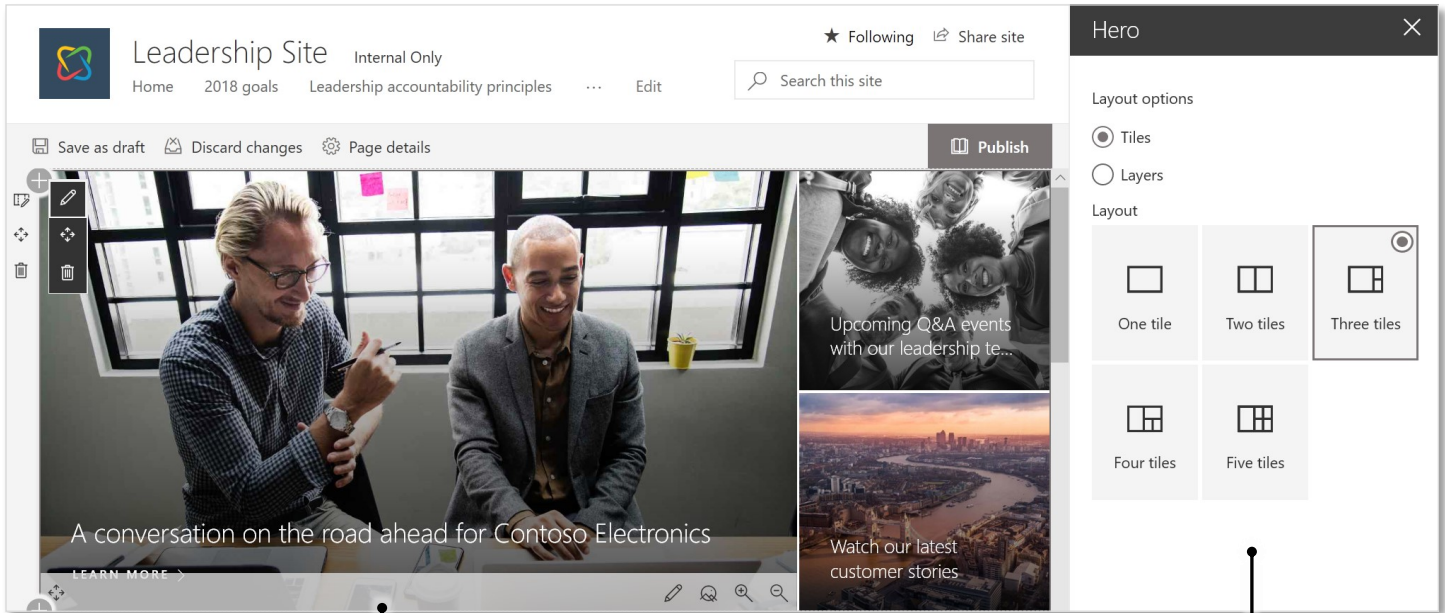 Leadership Site Internal Only
Home 2018 goals Leadership accountability principles ... Edit
Following Share site
Search this site
Save as draft Discard changes Page details
Publish
A conversation on the road ahead for Contoso Electronics
LEARN MORE
Upcoming Q&A events
with our leadership te...
Watch our latest
customer stories
Hero
Layout options
Tiles
Layers
Layout
One tile Two tiles Three tiles
Four tiles Five tiles